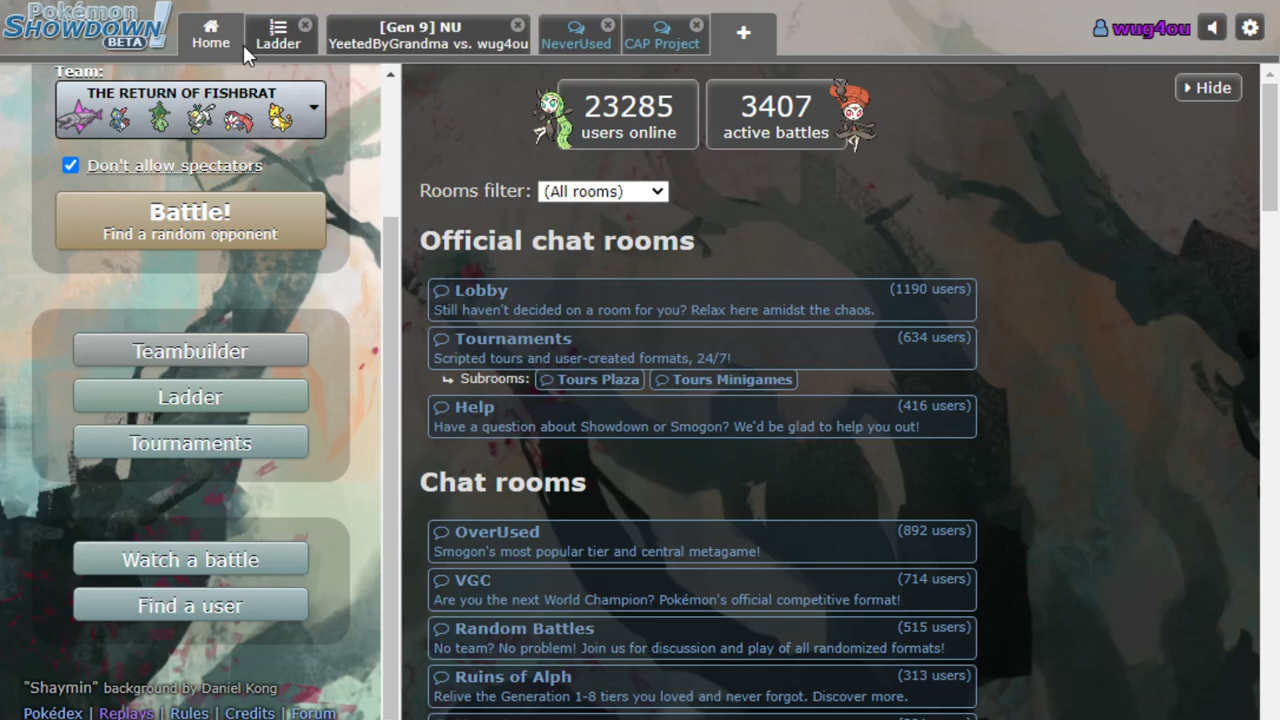 Pokémon
SHOWDOWN!
BETA
Home
Ladder
[Gen 9] NU
YeetedByGrandma vs. wug4ou
NeverUsed
CAP Project
+
wug4ou
Team:
THE RETURN OF FISHBRAT
Don't allow spectators
Battle!
Find a random opponent
Teambuilder
Ladder
Tournaments
Watch a battle
Find a user
"Shaymin" background by Daniel Kong
Pokédex | Replays | Rules | Credits | Forum
23285
users online
3407
active battles
Hide
Rooms filter: (All rooms)
Official chat rooms
Lobby (1190 users)
Still haven't decided on a room for you? Relax here amidst the chaos.
Tournaments (634 users)
Scripted tours and user-created formats, 24/7!
Subrooms: Tours Plaza Tours Minigames
Help (416 users)
Have a question about Showdown or Smogon? We'd be glad to help you out!
Chat rooms
OverUsed (892 users)
Smogon's most popular tier and central metagame!
VGC (714 users)
Are you the next World Champion? Pokémon's official competitive format!
Random Battles (515 users)
No team? No problem! Join us for discussion and play of all randomized formats!
Ruins of Alph (313 users)
Relive the Generation 1-8 tiers you loved and never forgot. Discover more.